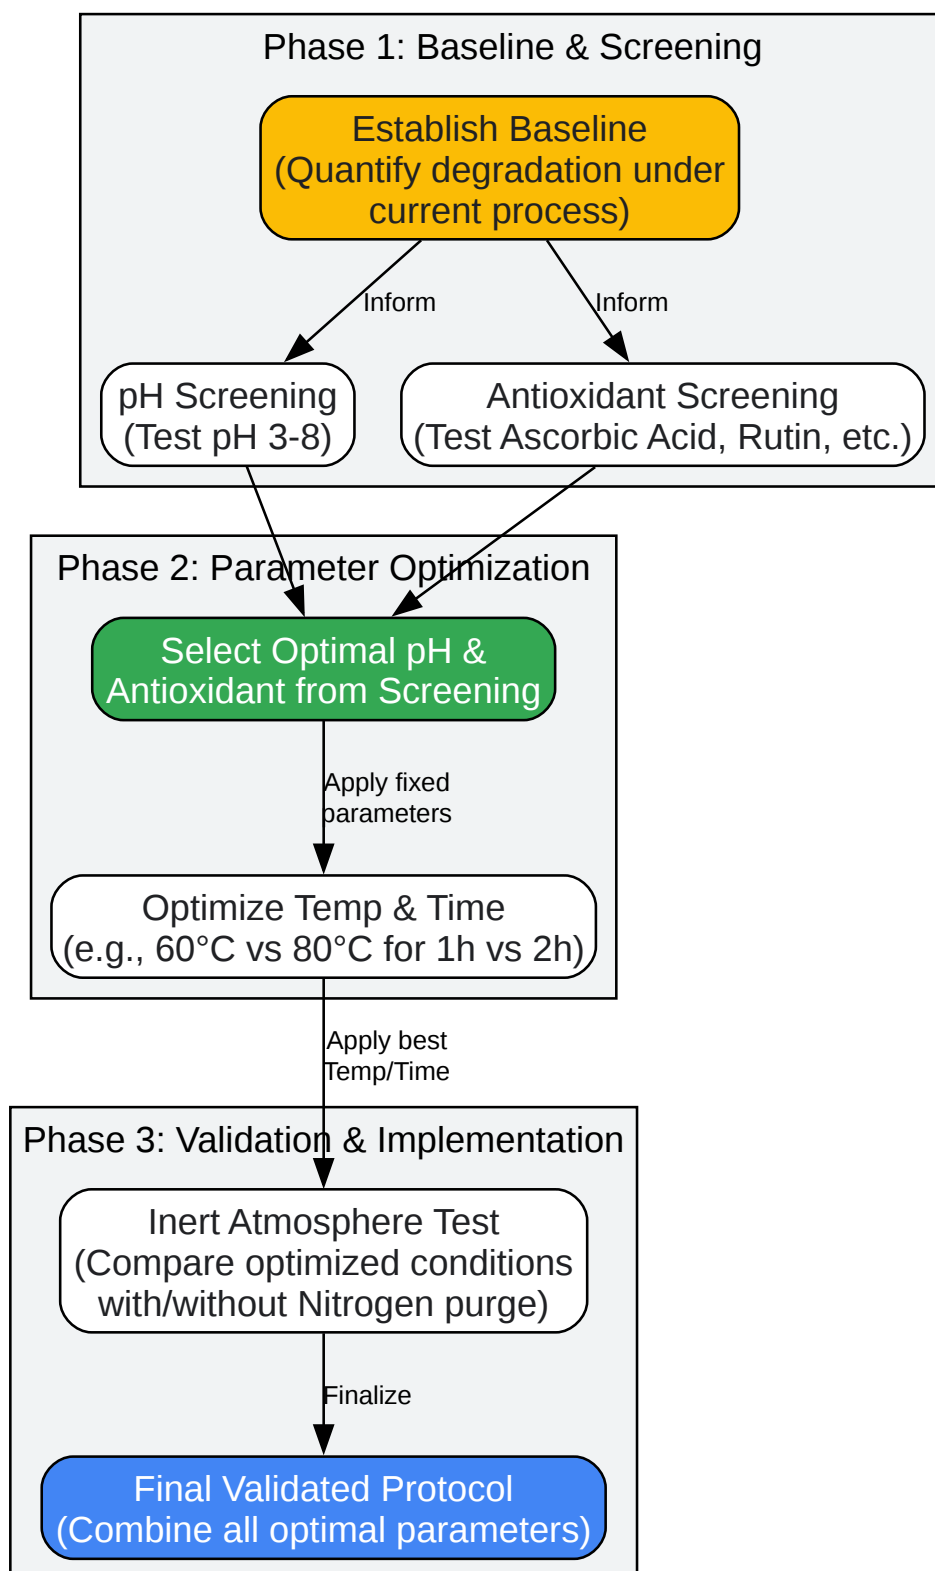 Phase 1: Baseline & Screening
Establish Baseline
(Quantify degradation under
current process)
Inform
Inform
pH Screening
(Test pH 3-8)
Antioxidant Screening
(Test Ascorbic Acid, Rutin, etc.)
Phase 2: Parameter Optimization
Select Optimal pH &
Antioxidant from Screening
Apply fixed
parameters
Optimize Temp & Time
(e.g., 60°C vs 80°C for 1h vs 2h)
Apply best
Temp/Time
Phase 3: Validation & Implementation
Inert Atmosphere Test
(Compare optimized conditions
with/without Nitrogen purge)
Finalize
Final Validated Protocol
(Combine all optimal parameters)